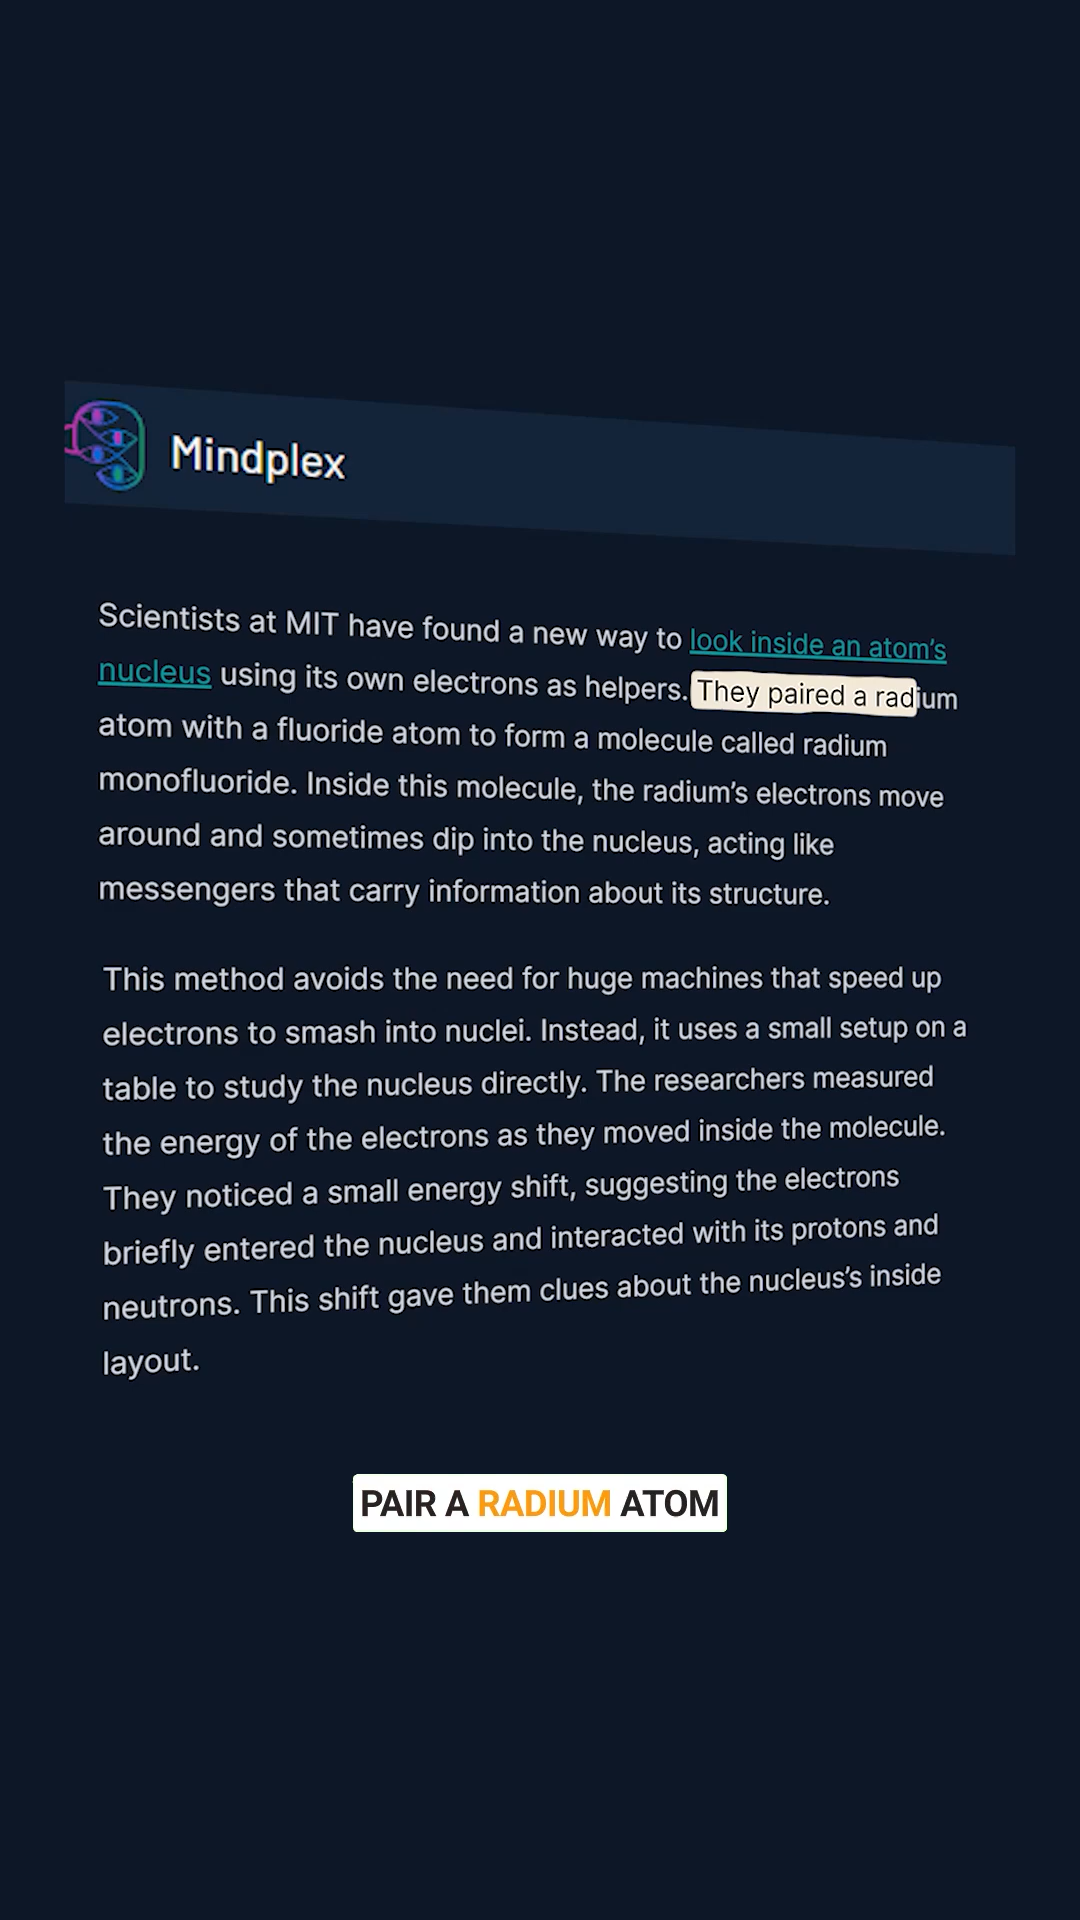 Mindplex
Scientists at MIT have found a new way to look inside an atom’s
nucleus using its own electrons as helpers. They paired a radium
atom with a fluoride atom to form a molecule called radium
monofluoride. Inside this molecule, the radium’s electrons move
around and sometimes dip into the nucleus, acting like
messengers that carry information about its structure.
This method avoids the need for huge machines that speed up
electrons to smash into nuclei. Instead, it uses a small setup on a
table to study the nucleus directly. The researchers measured
the energy of the electrons as they moved inside the molecule.
They noticed a small energy shift, suggesting the electrons
briefly entered the nucleus and interacted with its protons and
neutrons. This shift gave them clues about the nucleus’s inside
layout.
PAIR A RADIUM ATOM